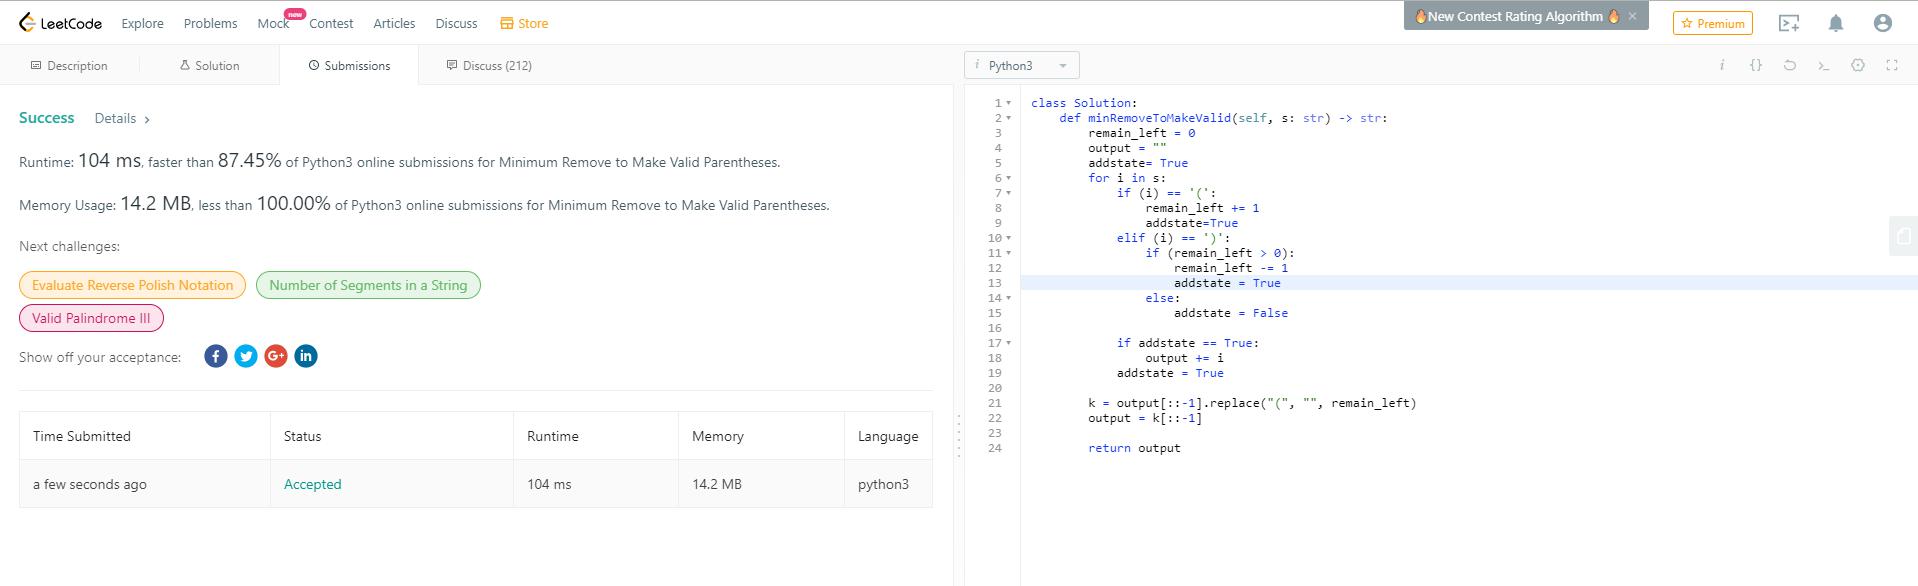 LeetCode Explore Problems Mock new Contest Articles Discuss Store 🔥New Contest Rating Algorithm 🔥 × Premium
Description Solution Submissions Discuss (212) i Python3 i {} >_
Success Details >
Runtime: 104 ms, faster than 87.45% of Python3 online submissions for Minimum Remove to Make Valid Parentheses.
Memory Usage: 14.2 MB, less than 100.00% of Python3 online submissions for Minimum Remove to Make Valid Parentheses.
Next challenges:
Evaluate Reverse Polish Notation Number of Segments in a String
Valid Palindrome III
Show off your acceptance: f G+ in
Time Submitted Status Runtime Memory Language
a few seconds ago Accepted 104 ms 14.2 MB python3
1 class Solution:
2     def minRemoveToMakeValid(self, s: str) -> str:
3         remain_left = 0
4         output = ""
5         addstate= True
6         for i in s:
7             if (i) == '(':
8                 remain_left += 1
9                 addstate=True
10             elif (i) == ')':
11                 if (remain_left > 0):
12                     remain_left -= 1
13                     addstate = True
14                 else:
15                     addstate = False
16
17             if addstate == True:
18                 output += i
19             addstate = True
20
21         k = output[::-1].replace("(", "", remain_left)
22         output = k[::-1]
23
24         return output